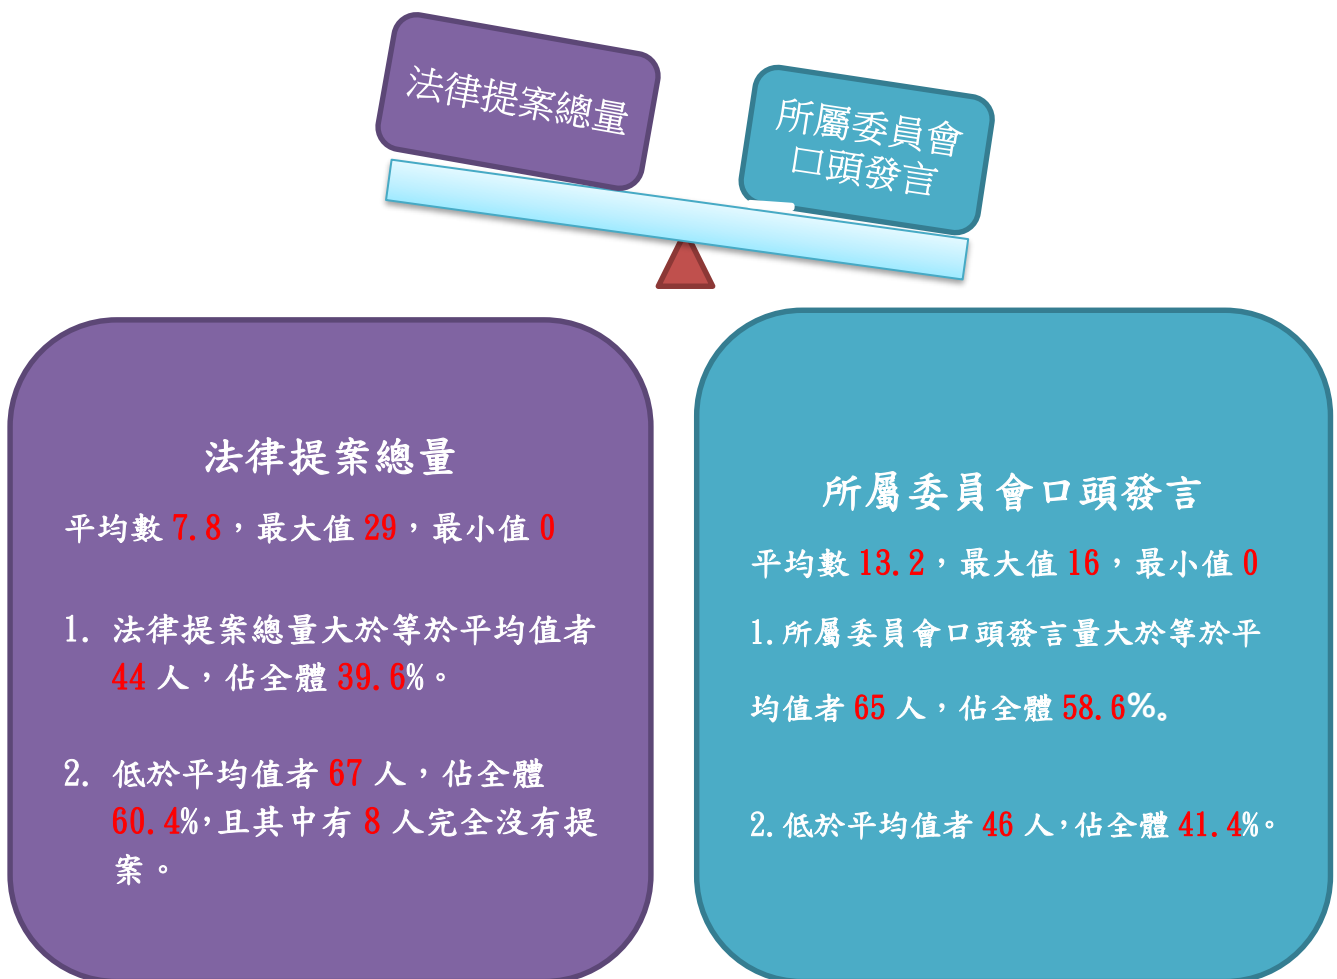 法律提案總量
所屬委員會
口頭發言
法律提案總量
平均數 7.8，最大值 29，最小值 0
1. 法律提案總量大於等於平均值者
44 人，佔全體 39.6%。
2. 低於平均值者 67 人，佔全體
60.4%，且其中有 8 人完全沒有提
案。
所屬委員會口頭發言
平均數 13.2，最大值 16，最小值 0
1.所屬委員會口頭發言量大於等於平
均值者 65 人，佔全體 58.6%。
2.低於平均值者 46 人，佔全體 41.4%。